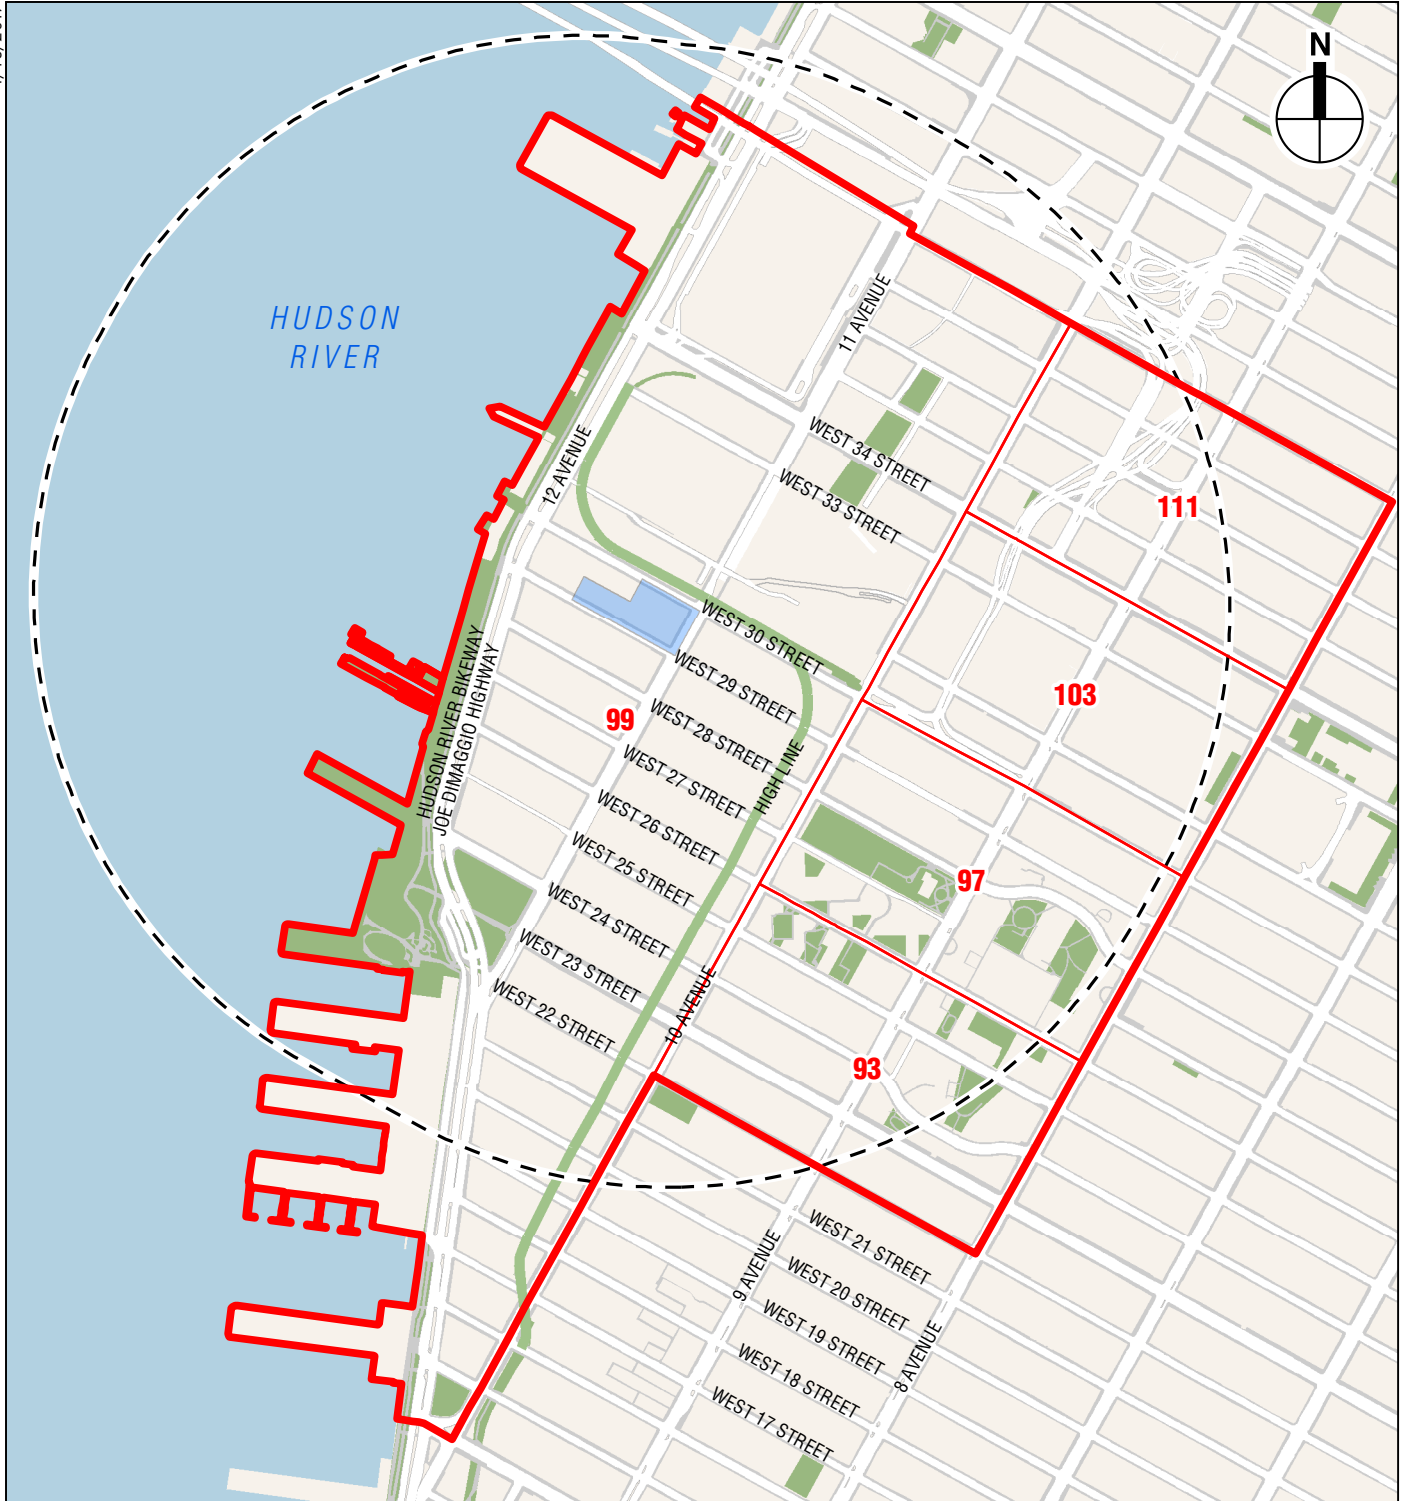 N
HUDSON
RIVER
11 AVENUE
12 AVENUE
WEST 34 STREET
WEST 33 STREET
111
WEST 30 STREET
WEST 29 STREET
103
99
WEST 28 STREET
WEST 27 STREET
HIGH LINE
HUDSON RIVER BIKEWAY
JOE DIMAGGIO HIGHWAY
WEST 26 STREET
WEST 25 STREET
97
WEST 24 STREET
WEST 23 STREET
WEST 22 STREET
10 AVENUE
93
WEST 21 STREET
WEST 20 STREET
9 AVENUE
WEST 19 STREET
WEST 18 STREET
8 AVENUE
WEST 17 STREET